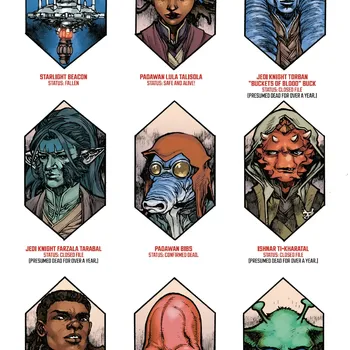 STARLIGHT BEACON
STATUS: FALLEN
PADAWAN LULA TALISOLA
STATUS: SAFE AND ALIVE!
JEDI KNIGHT TORBAN
"BUCKETS OF BLOOD" BUCK
STATUS: CLOSED FILE
(PRESUMED DEAD FOR OVER A YEAR.)
JEDI KNIGHT FARZALA TARABAL
STATUS: CLOSED FILE
(PRESUMED DEAD FOR OVER A YEAR.)
PADAWAN BIBS
STATUS: CONFIRMED DEAD.
KISHNAR TI-KHARATAL
STATUS: CLOSED FILE
(PRESUMED DEAD FOR OVER A YEAR.)